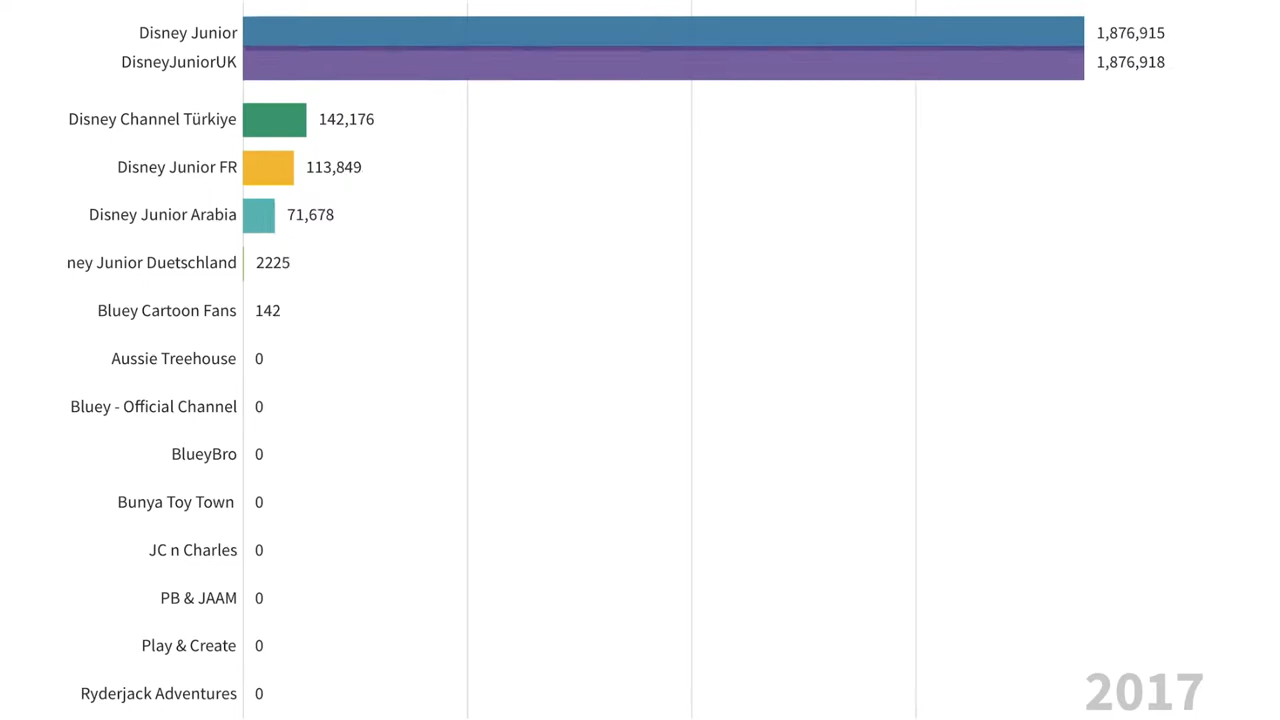 Disney Junior 1,876,915
DisneyJuniorUK 1,876,918
Disney Channel Türkiye 142,176
Disney Junior FR 113,849
Disney Junior Arabia 71,678
ney Junior Duetschland 2225
Bluey Cartoon Fans 142
Aussie Treehouse 0
Bluey - Official Channel 0
BlueyBro 0
Bunya Toy Town 0
JC n Charles 0
PB & JAAM 0
Play & Create 0
Ryderjack Adventures 0
2017